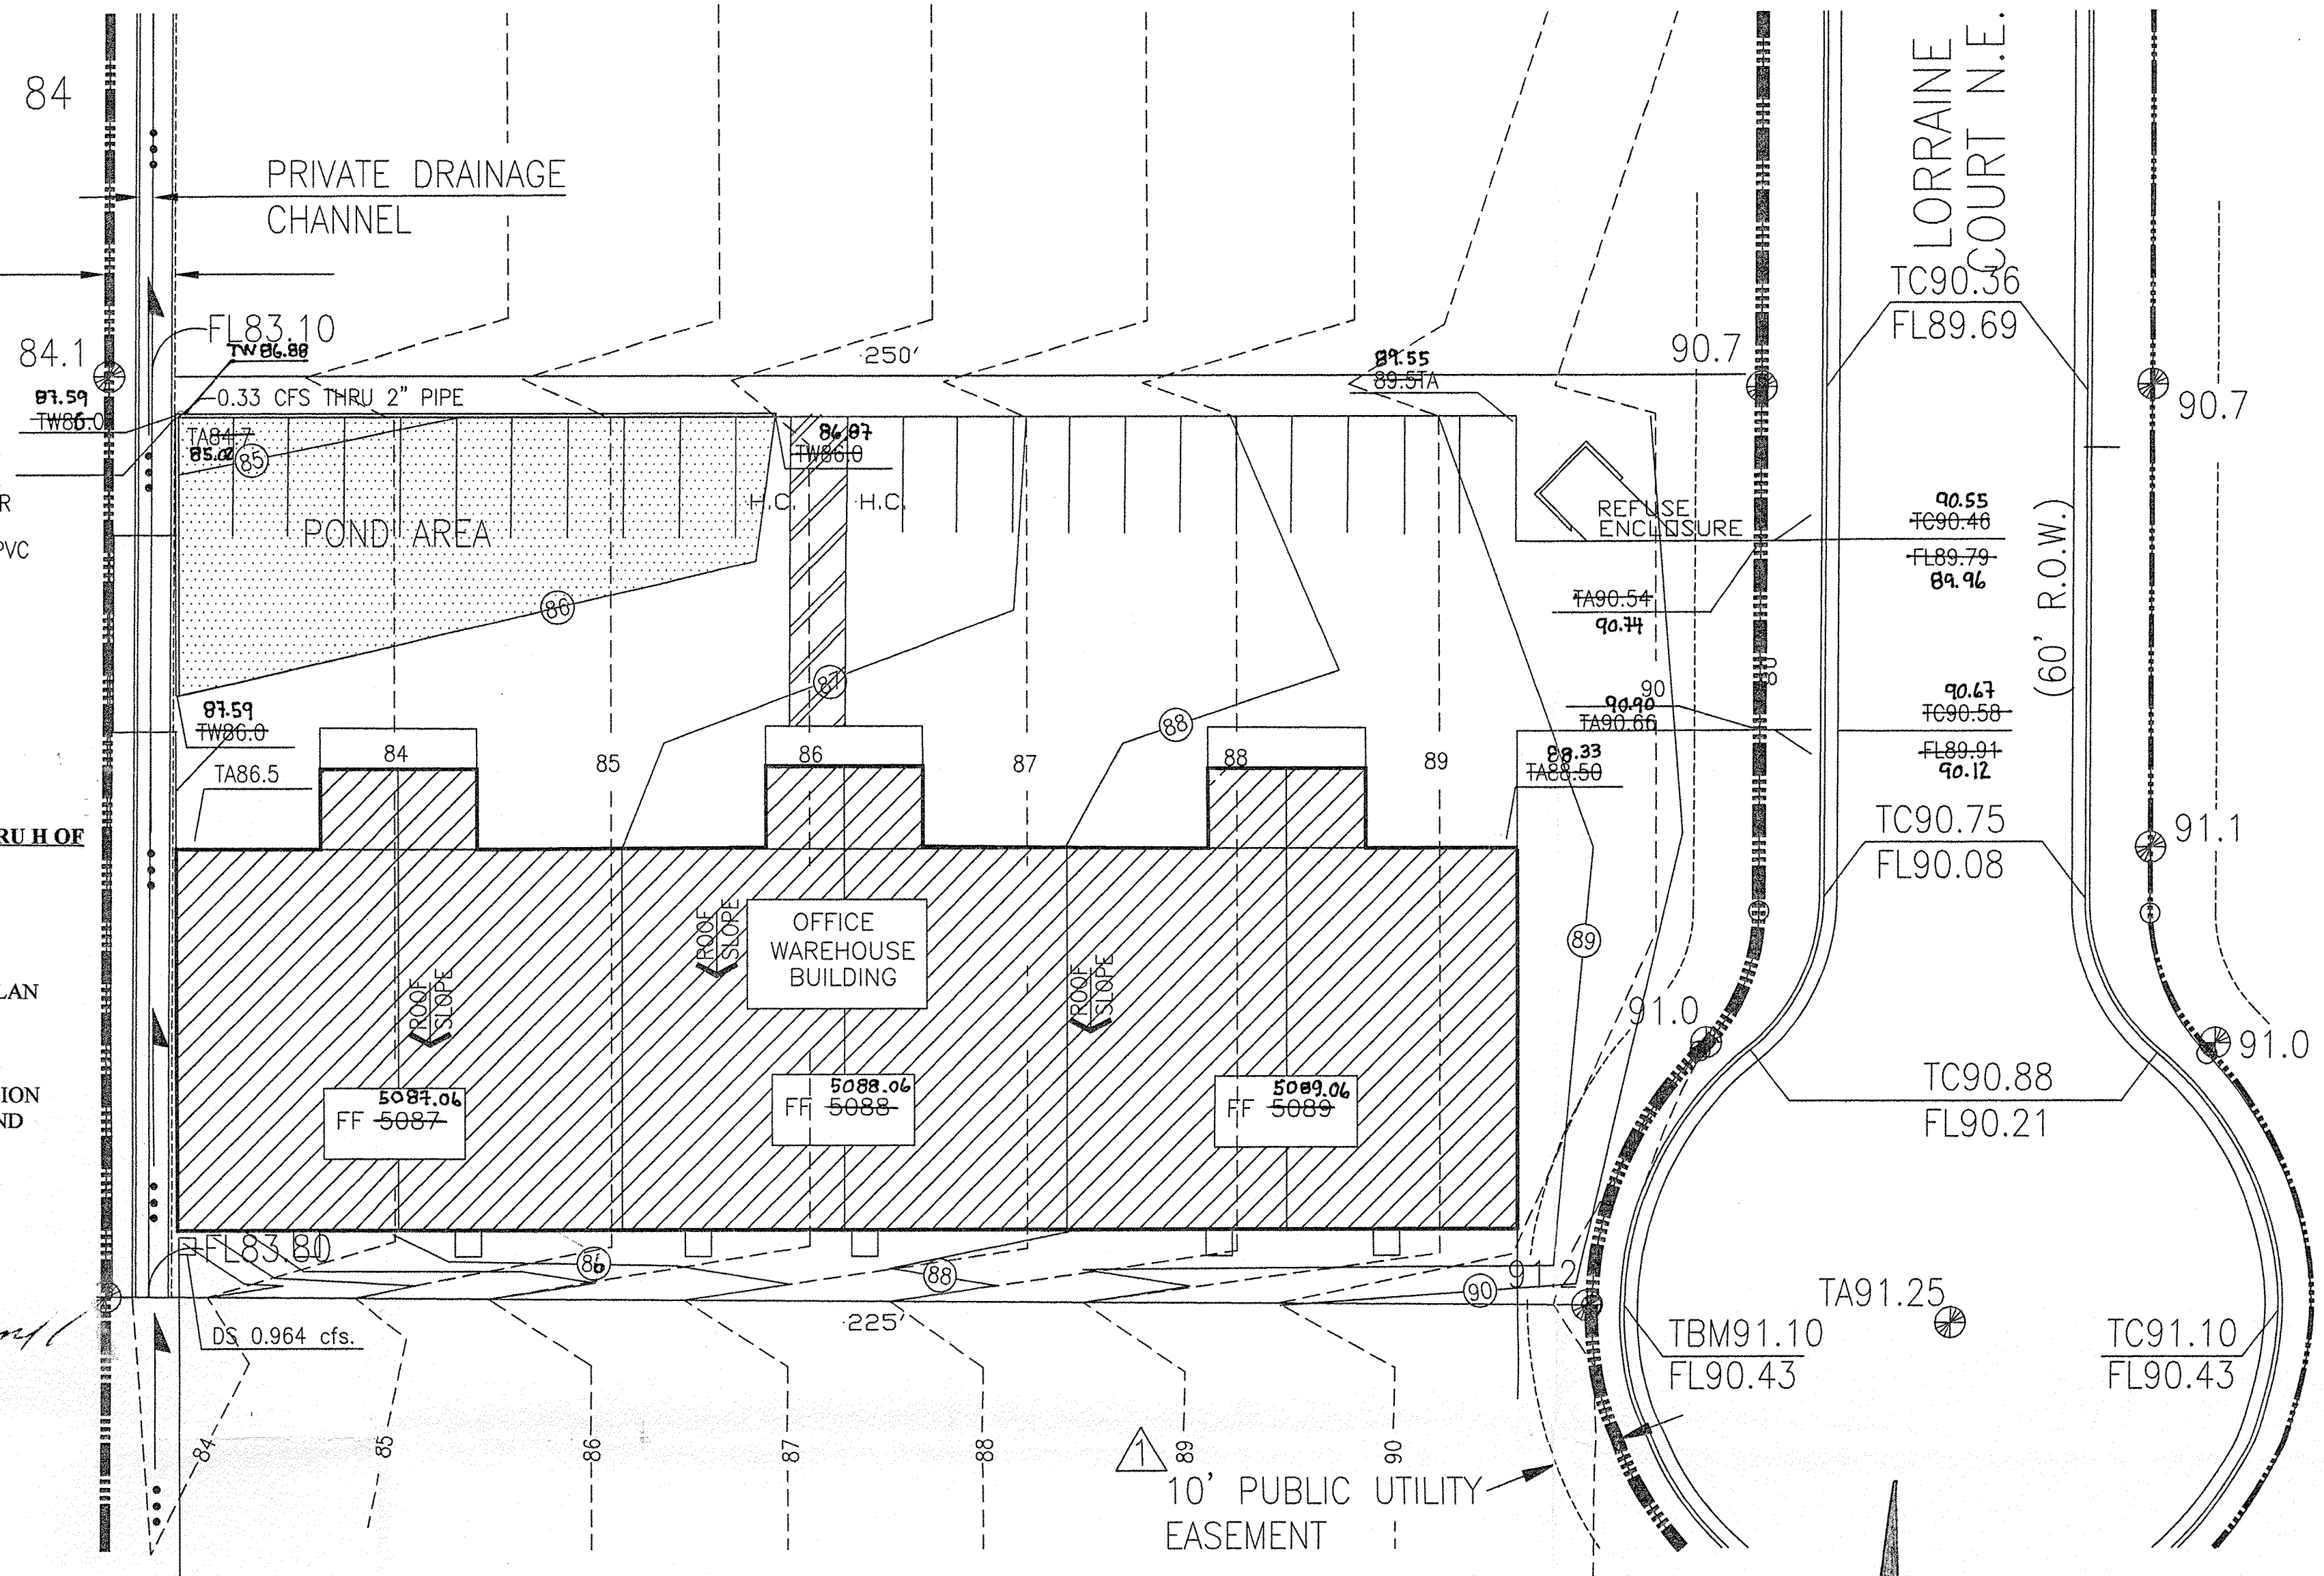 LORRAINE
COURT N.E.
84
PRIVATE DRAINAGE
CHANNEL
TC90.36
FL89.69
FL83.10
TW86.88
84.1
250'
89.55
89.5TA
90.7
90.7
87.59
TW86.0
0.33 CFS THRU 2" PIPE
TA84.7
85.02
85
86.87
TW86.0
H.C.
H.C.
R
PVC
POND AREA
REFUSE
ENCLOSURE
90.55
TC90.46
FL89.79
89.96
(60' R.O.W.)
TA90.54
90.74
86
87
90
90.90
TA90.66
90.67
TC90.58
FL89.91
90.12
87.59
TW86.0
TA86.5
88
84
85
86
87
88
89
88.33
TA88.50
RU H OF
TC90.75
FL90.08
91.1
OFFICE
WAREHOUSE
BUILDING
ROOF
SLOPE
ROOF
SLOPE
ROOF
SLOPE
89
LAN
91.0
91.0
ION
ND
5087.06
FF 5087
5088.06
FF 5088
5089.06
FF 5089
TC90.88
FL90.21
FL83.80
86
88
90
91.2
225'
DS 0.964 cfs.
TA91.25
TBM91.10
FL90.43
TC91.10
FL90.43
84
85
86
87
88
89
90
1
10' PUBLIC UTILITY
EASEMENT